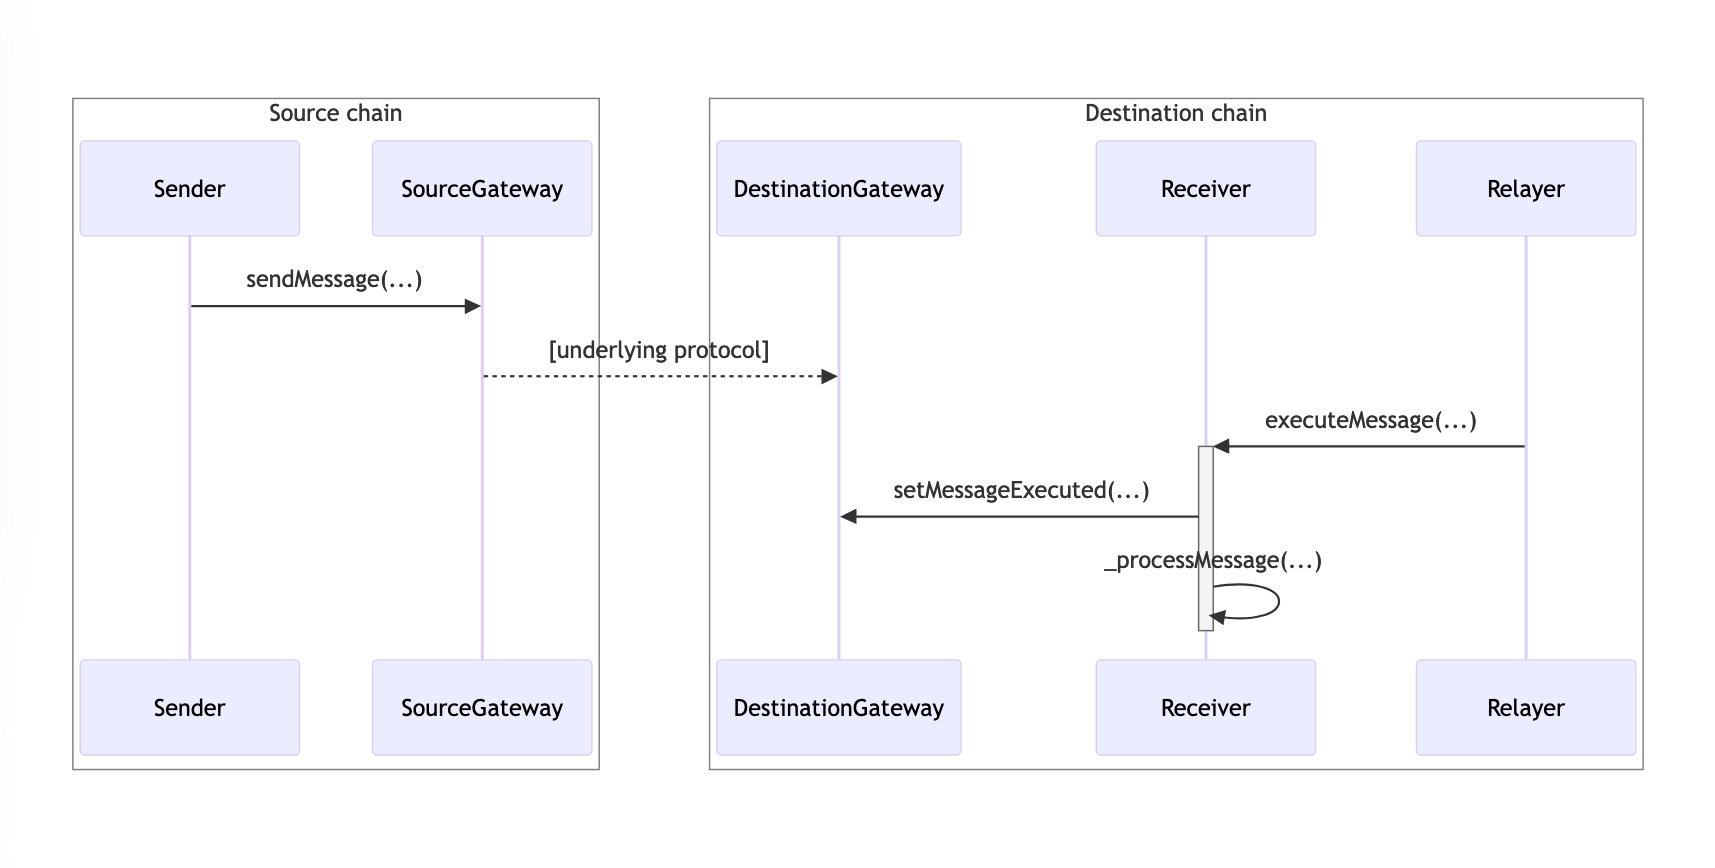 Source chain
Destination chain
Sender
SourceGateway
DestinationGateway
Receiver
Relayer
sendMessage(...)
[underlying protocol]
executeMessage(...)
setMessageExecuted(...)
_processMessage(...)
Sender
SourceGateway
DestinationGateway
Receiver
Relayer